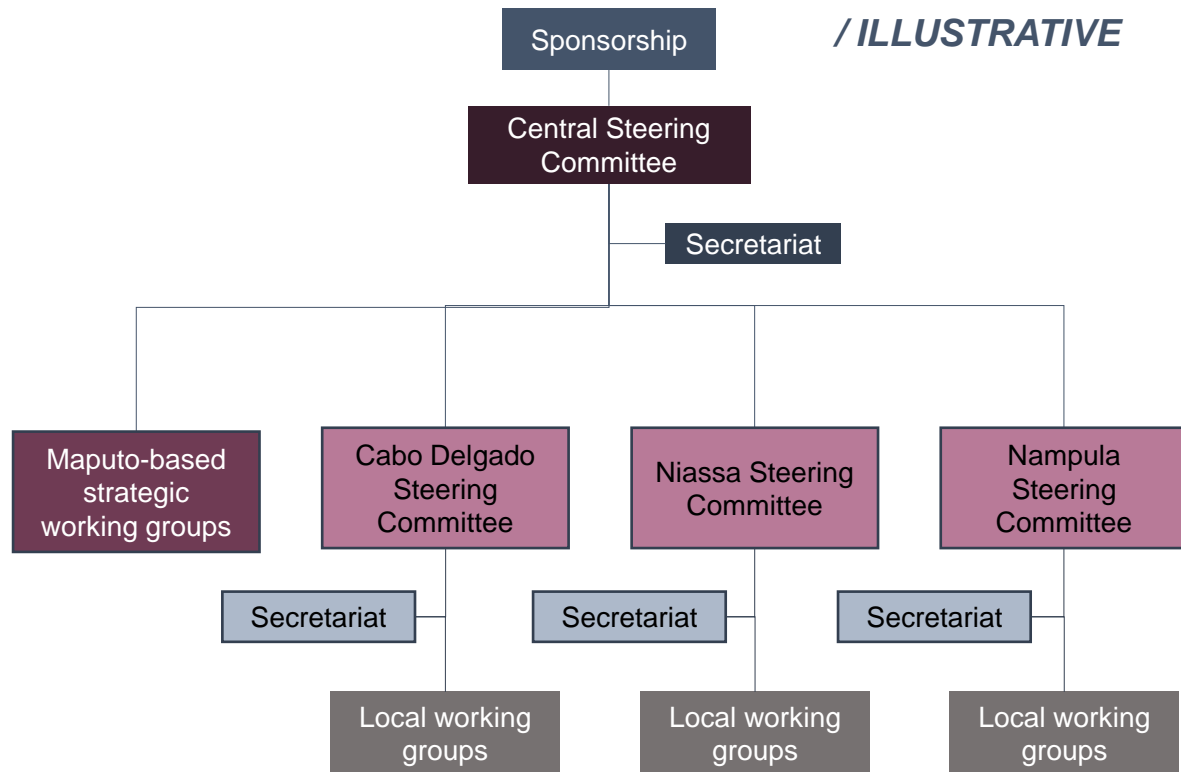 Sponsorship
/ ILLUSTRATIVE
Central Steering
Committee
Secretariat
Maputo-based
strategic
working groups
Cabo Delgado
Steering
Committee
Niassa Steering
Committee
Nampula
Steering
Committee
Secretariat
Secretariat
Secretariat
Local working
groups
Local working
groups
Local working
groups